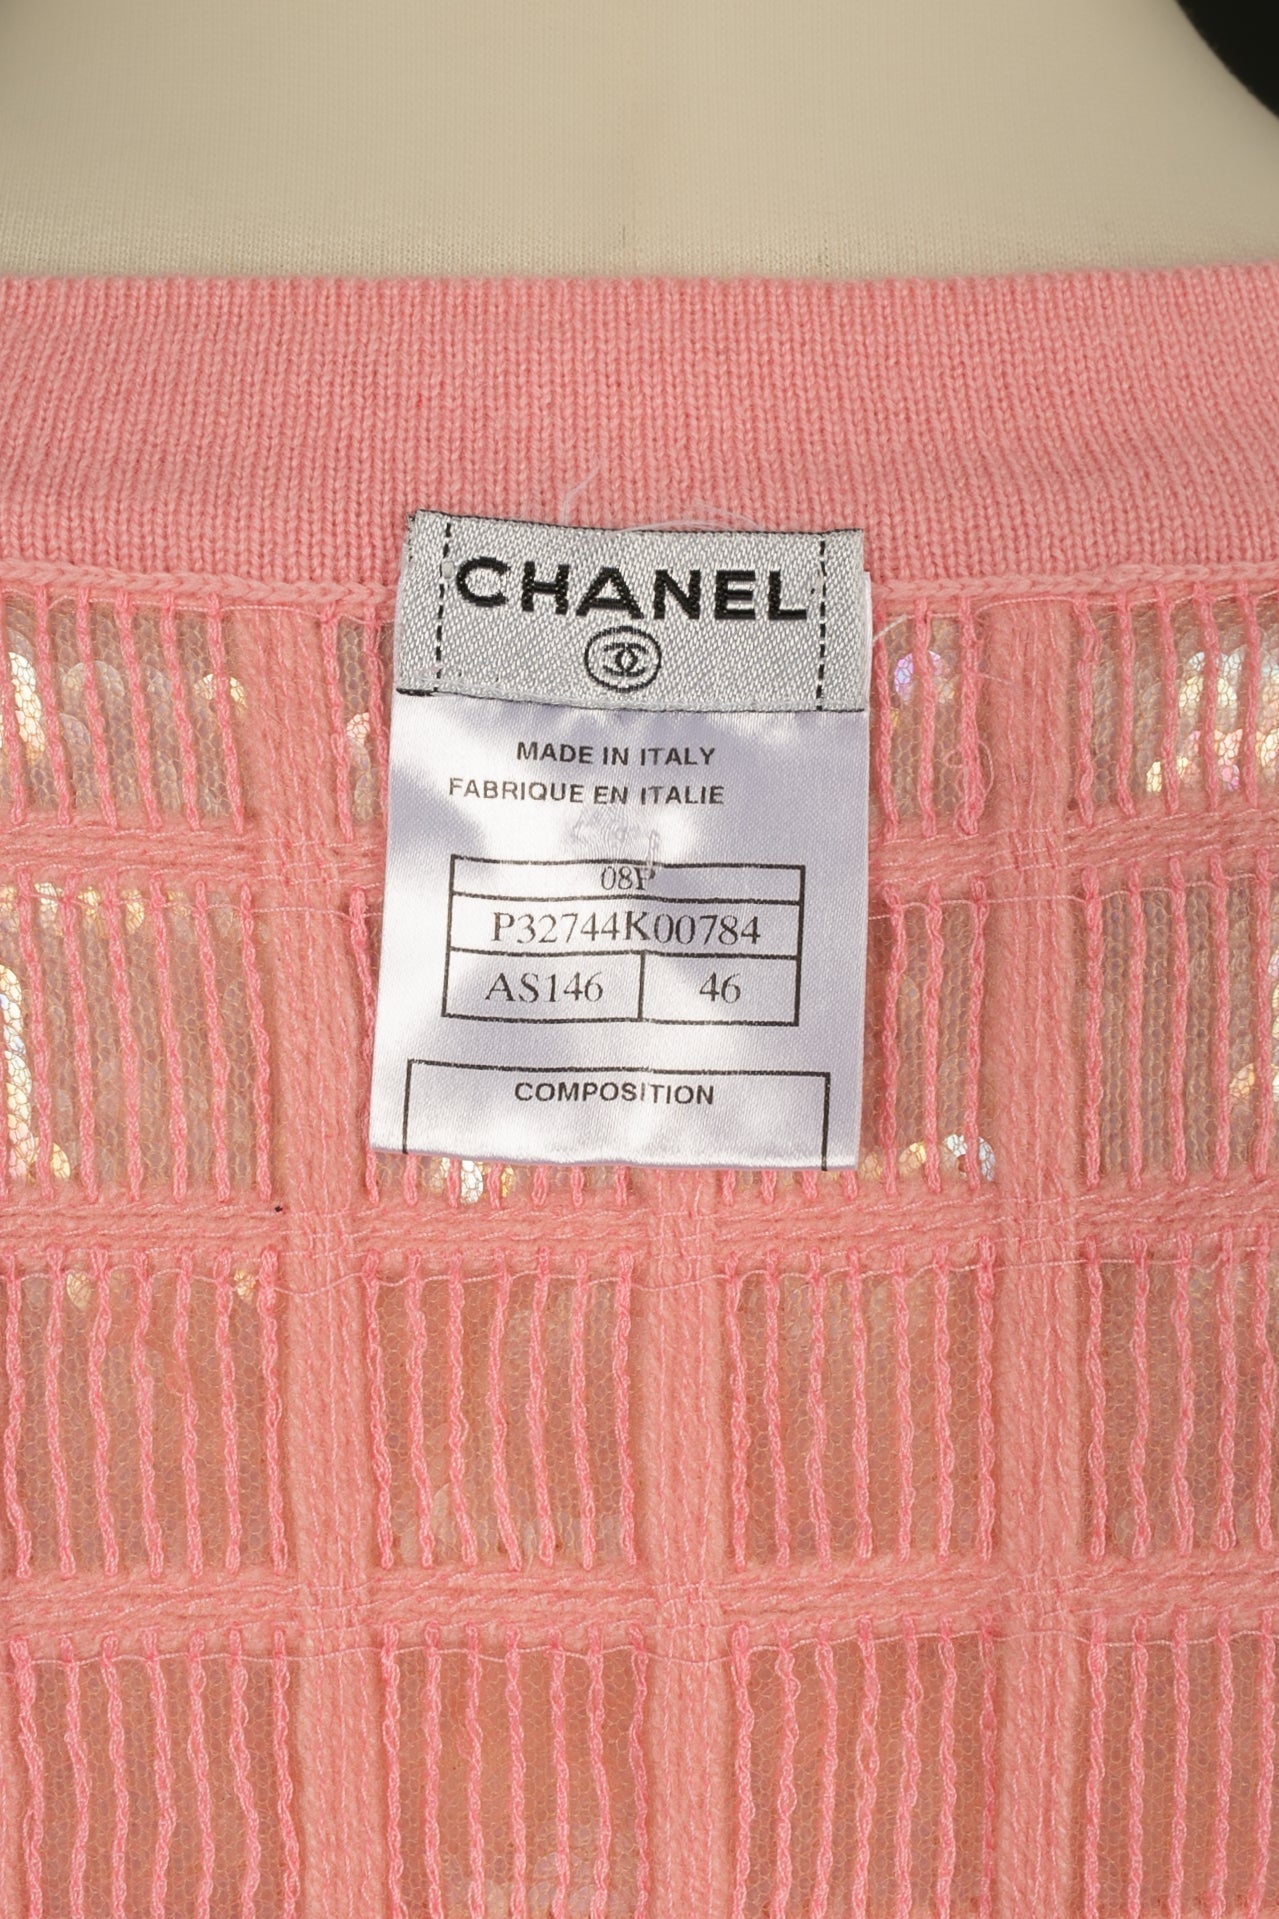 CHANEL
MADE IN ITALY
FABRIQUE EN ITALIE
08P
P32744K00784
AS146 46
COMPOSITION